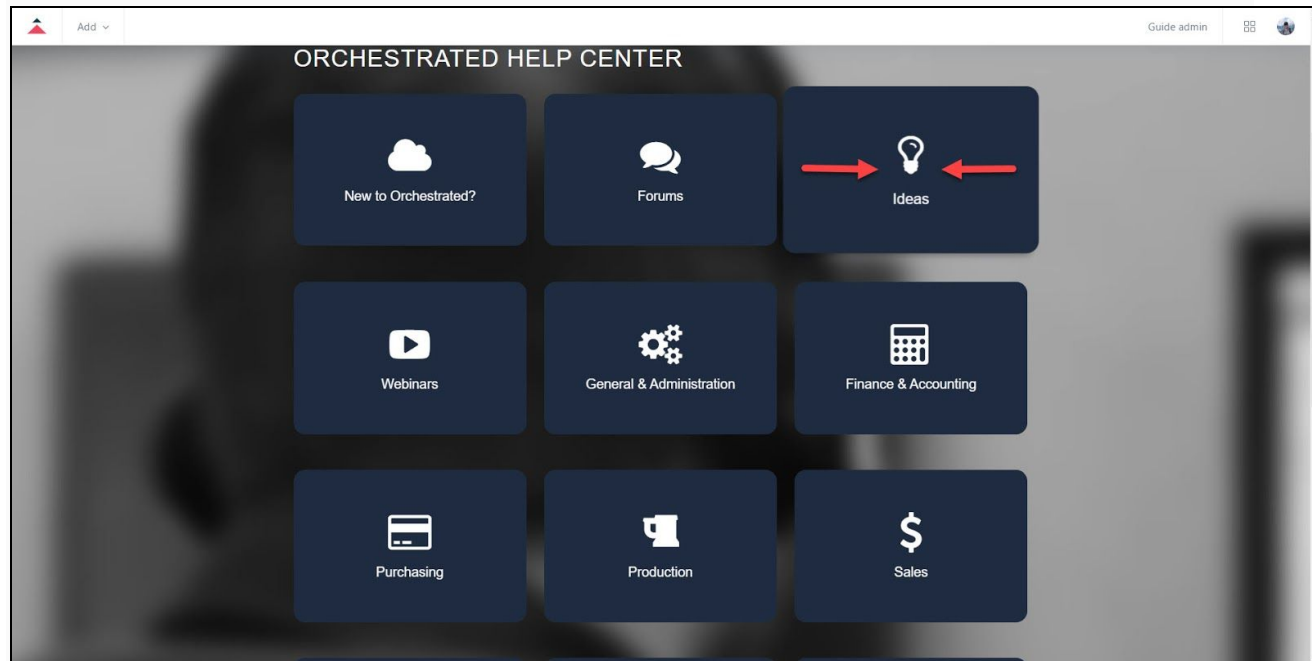 Add
Guide admin
ORCHESTRATED HELP CENTER
New to Orchestrated?
Forums
Ideas
Webinars
General & Administration
Finance & Accounting
Purchasing
Production
Sales